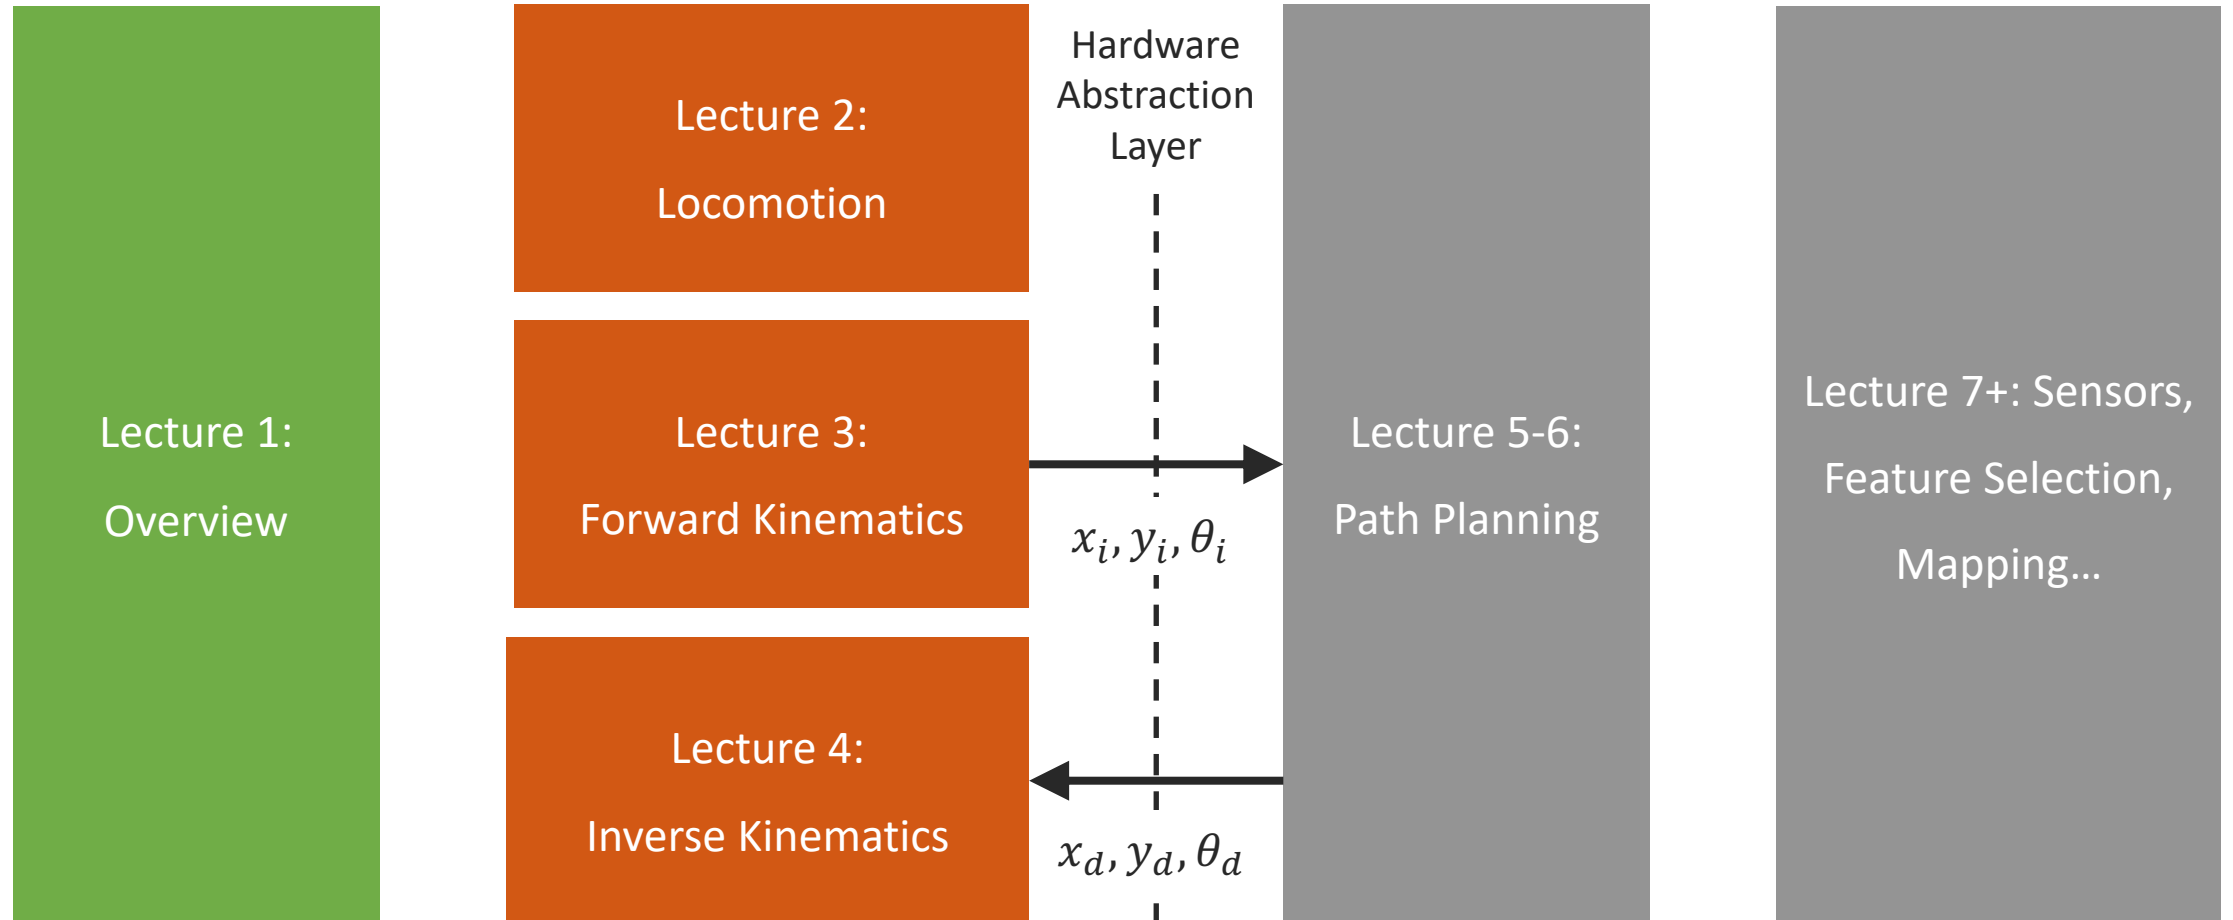 Lecture 1:
Overview
Lecture 2:
Locomotion
Lecture 3:
Forward Kinematics
Lecture 4:
Inverse Kinematics
Hardware
Abstraction
Layer
x_i, y_i, θ_i
x_d, y_d, θ_d
Lecture 5-6:
Path Planning
Lecture 7+: Sensors,
Feature Selection,
Mapping…